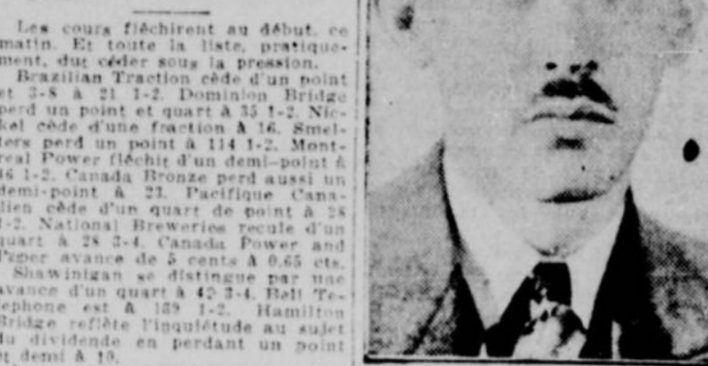 Les cours fléchirent au début, ce
matin. Et toute la liste, pratique-
ment, dut céder sous la pression.
Brazilian Traction cède d'un point
et 3-8 à 21 1-2. Dominion Bridge
perd un point et quart à 35 1-2. Nic-
kel cède d'une fraction à 16. Smel-
ters perd un point à 114 1-2. Mont-
real Power fléchit d'un demi-point à
46 1-2. Canada Bronze perd aussi un
demi-point à 23. Pacifique Cana-
dien cède d'un quart de point à 28
1-2. National Breweries recule d'un
quart à 28 3-4. Canada Power and
Paper avance de 5 cents à 0.65 cts.
Shawinigan se distingue par une
avance d'un quart à 42 3-4. Bell Te-
lephone est à 139 1-2. Hamilton
Bridge reflète l'inquiétude au sujet
du dividende en perdant un point
et demi à 10.